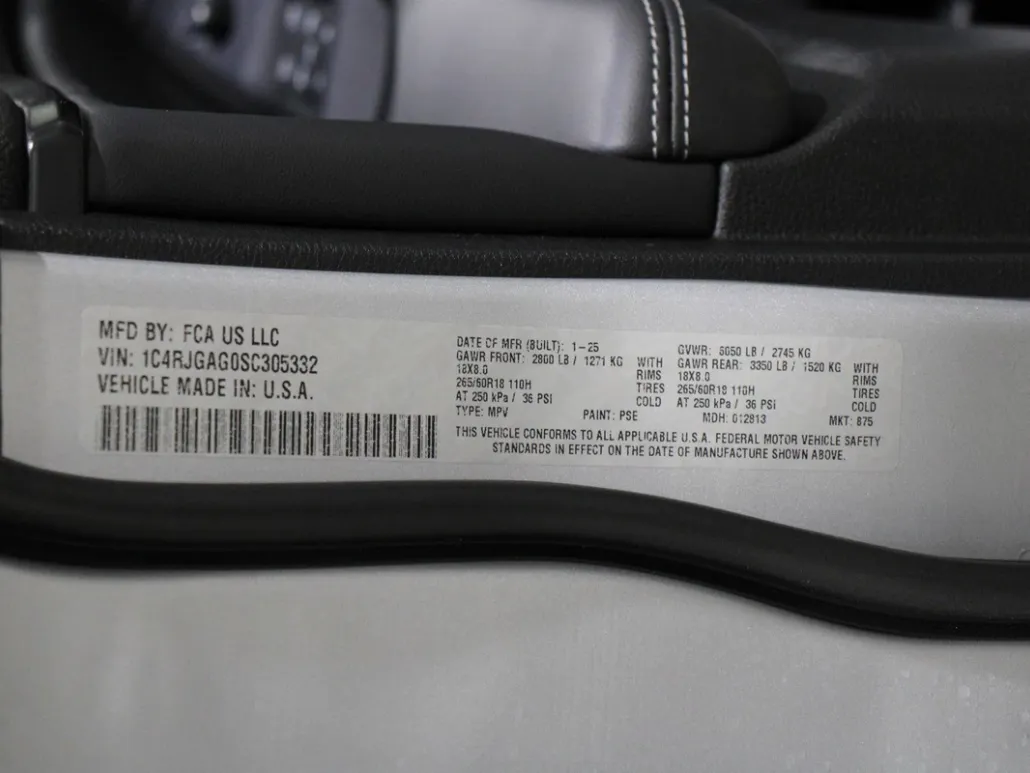 MFD BY: FCA US LLC
VIN: 1C4RJGAG0SC305332
VEHICLE MADE IN: U.S.A.
DATE OF MFR (BUILT): 1-25
GVWR: 6050 LB / 2745 KG
GAWR FRONT: 2800 LB / 1271 KG WITH
GAWR REAR: 3350 LB / 1520 KG WITH
18X8.0 RIMS
18X8.0 RIMS
265/60R18 110H TIRES
265/60R18 110H TIRES
AT 250 kPa / 36 PSI COLD
AT 250 kPa / 36 PSI COLD
TYPE: MPV PAINT: PSE MDH: 012813 MKT: 875
THIS VEHICLE CONFORMS TO ALL APPLICABLE U.S.A. FEDERAL MOTOR VEHICLE SAFETY
STANDARDS IN EFFECT ON THE DATE OF MANUFACTURE SHOWN ABOVE.